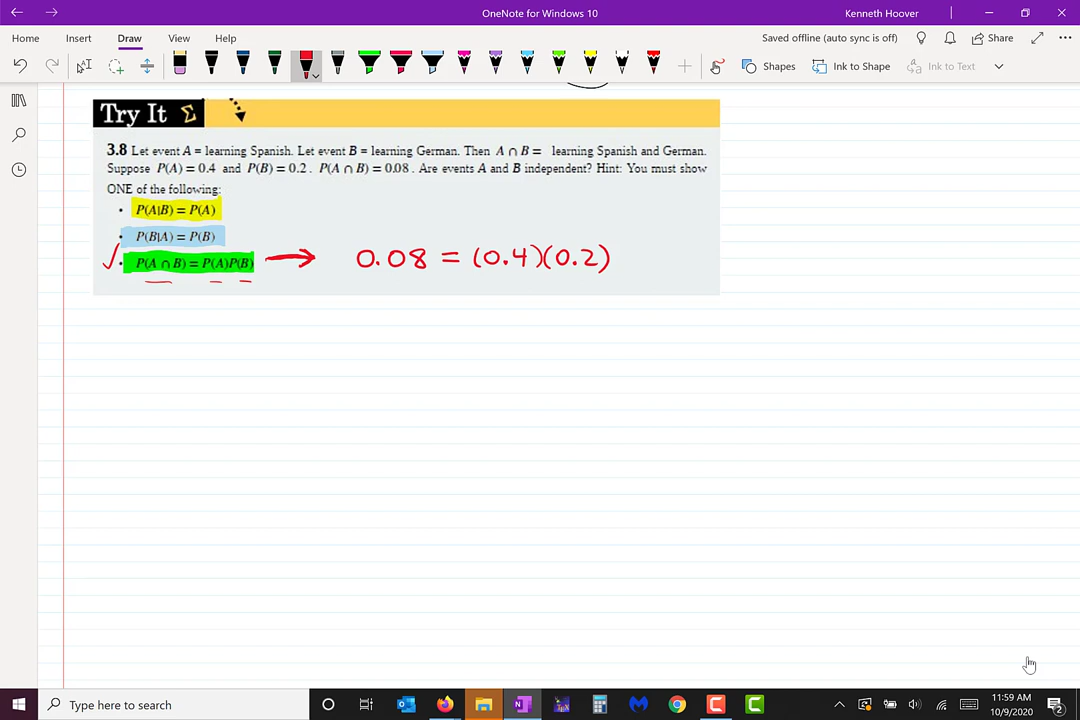 OneNote for Windows 10
Kenneth Hoover
Home Insert Draw View Help
Saved offline (auto sync is off)
Share
Shapes
Ink to Shape
Ink to Text
Try It Σ
3.8 Let event A = learning Spanish. Let event B = learning German. Then A ∩ B = learning Spanish and German.
Suppose P(A) = 0.4 and P(B) = 0.2. P(A ∩ B) = 0.08. Are events A and B independent? Hint: You must show
ONE of the following:
• P(A|B) = P(A)
• P(B|A) = P(B)
√ • P(A ∩ B) = P(A)P(B) → 0.08 = (0.4)(0.2)
Type here to search
11:59 AM
10/9/2020
2